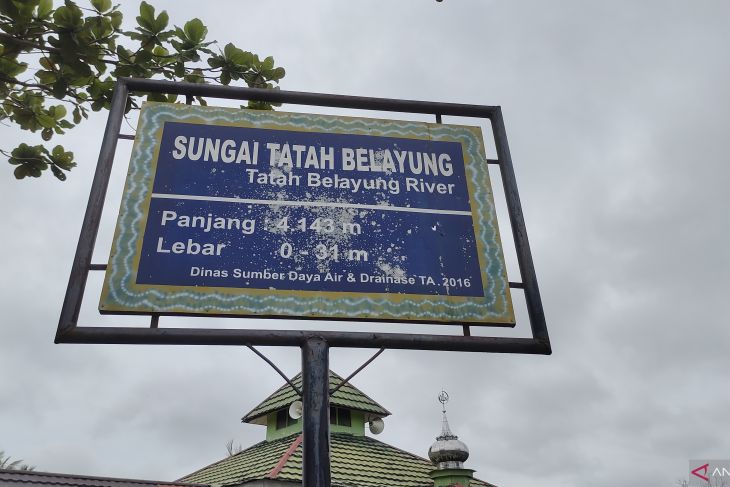 SUNGAI TATAH BELAYUNG
Tatah Belayung River
Panjang : 4.143 m
Lebar 0 - 31 m
Dinas Sumber Daya Air & Drainase TA. 2016